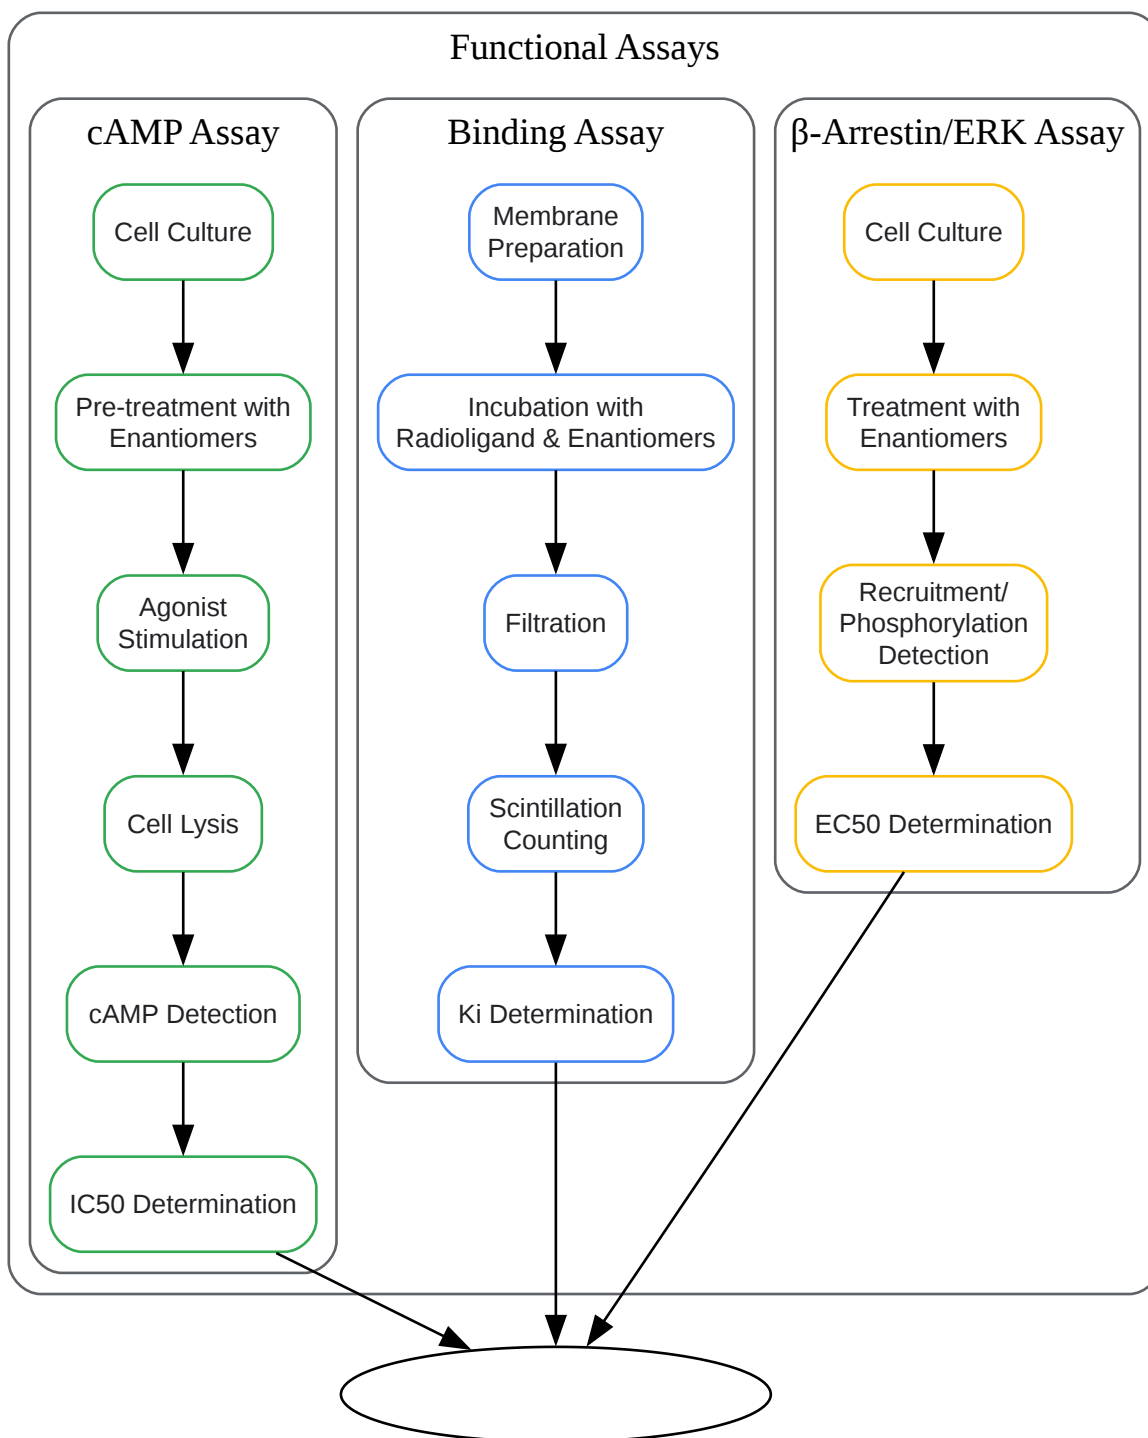 Functional Assays
cAMP Assay
Cell Culture
Pre-treatment with
Enantiomers
Agonist
Stimulation
Cell Lysis
cAMP Detection
IC50 Determination
Binding Assay
Membrane
Preparation
Incubation with
Radioligand & Enantiomers
Filtration
Scintillation
Counting
Ki Determination
β-Arrestin/ERK Assay
Cell Culture
Treatment with
Enantiomers
Recruitment/
Phosphorylation
Detection
EC50 Determination